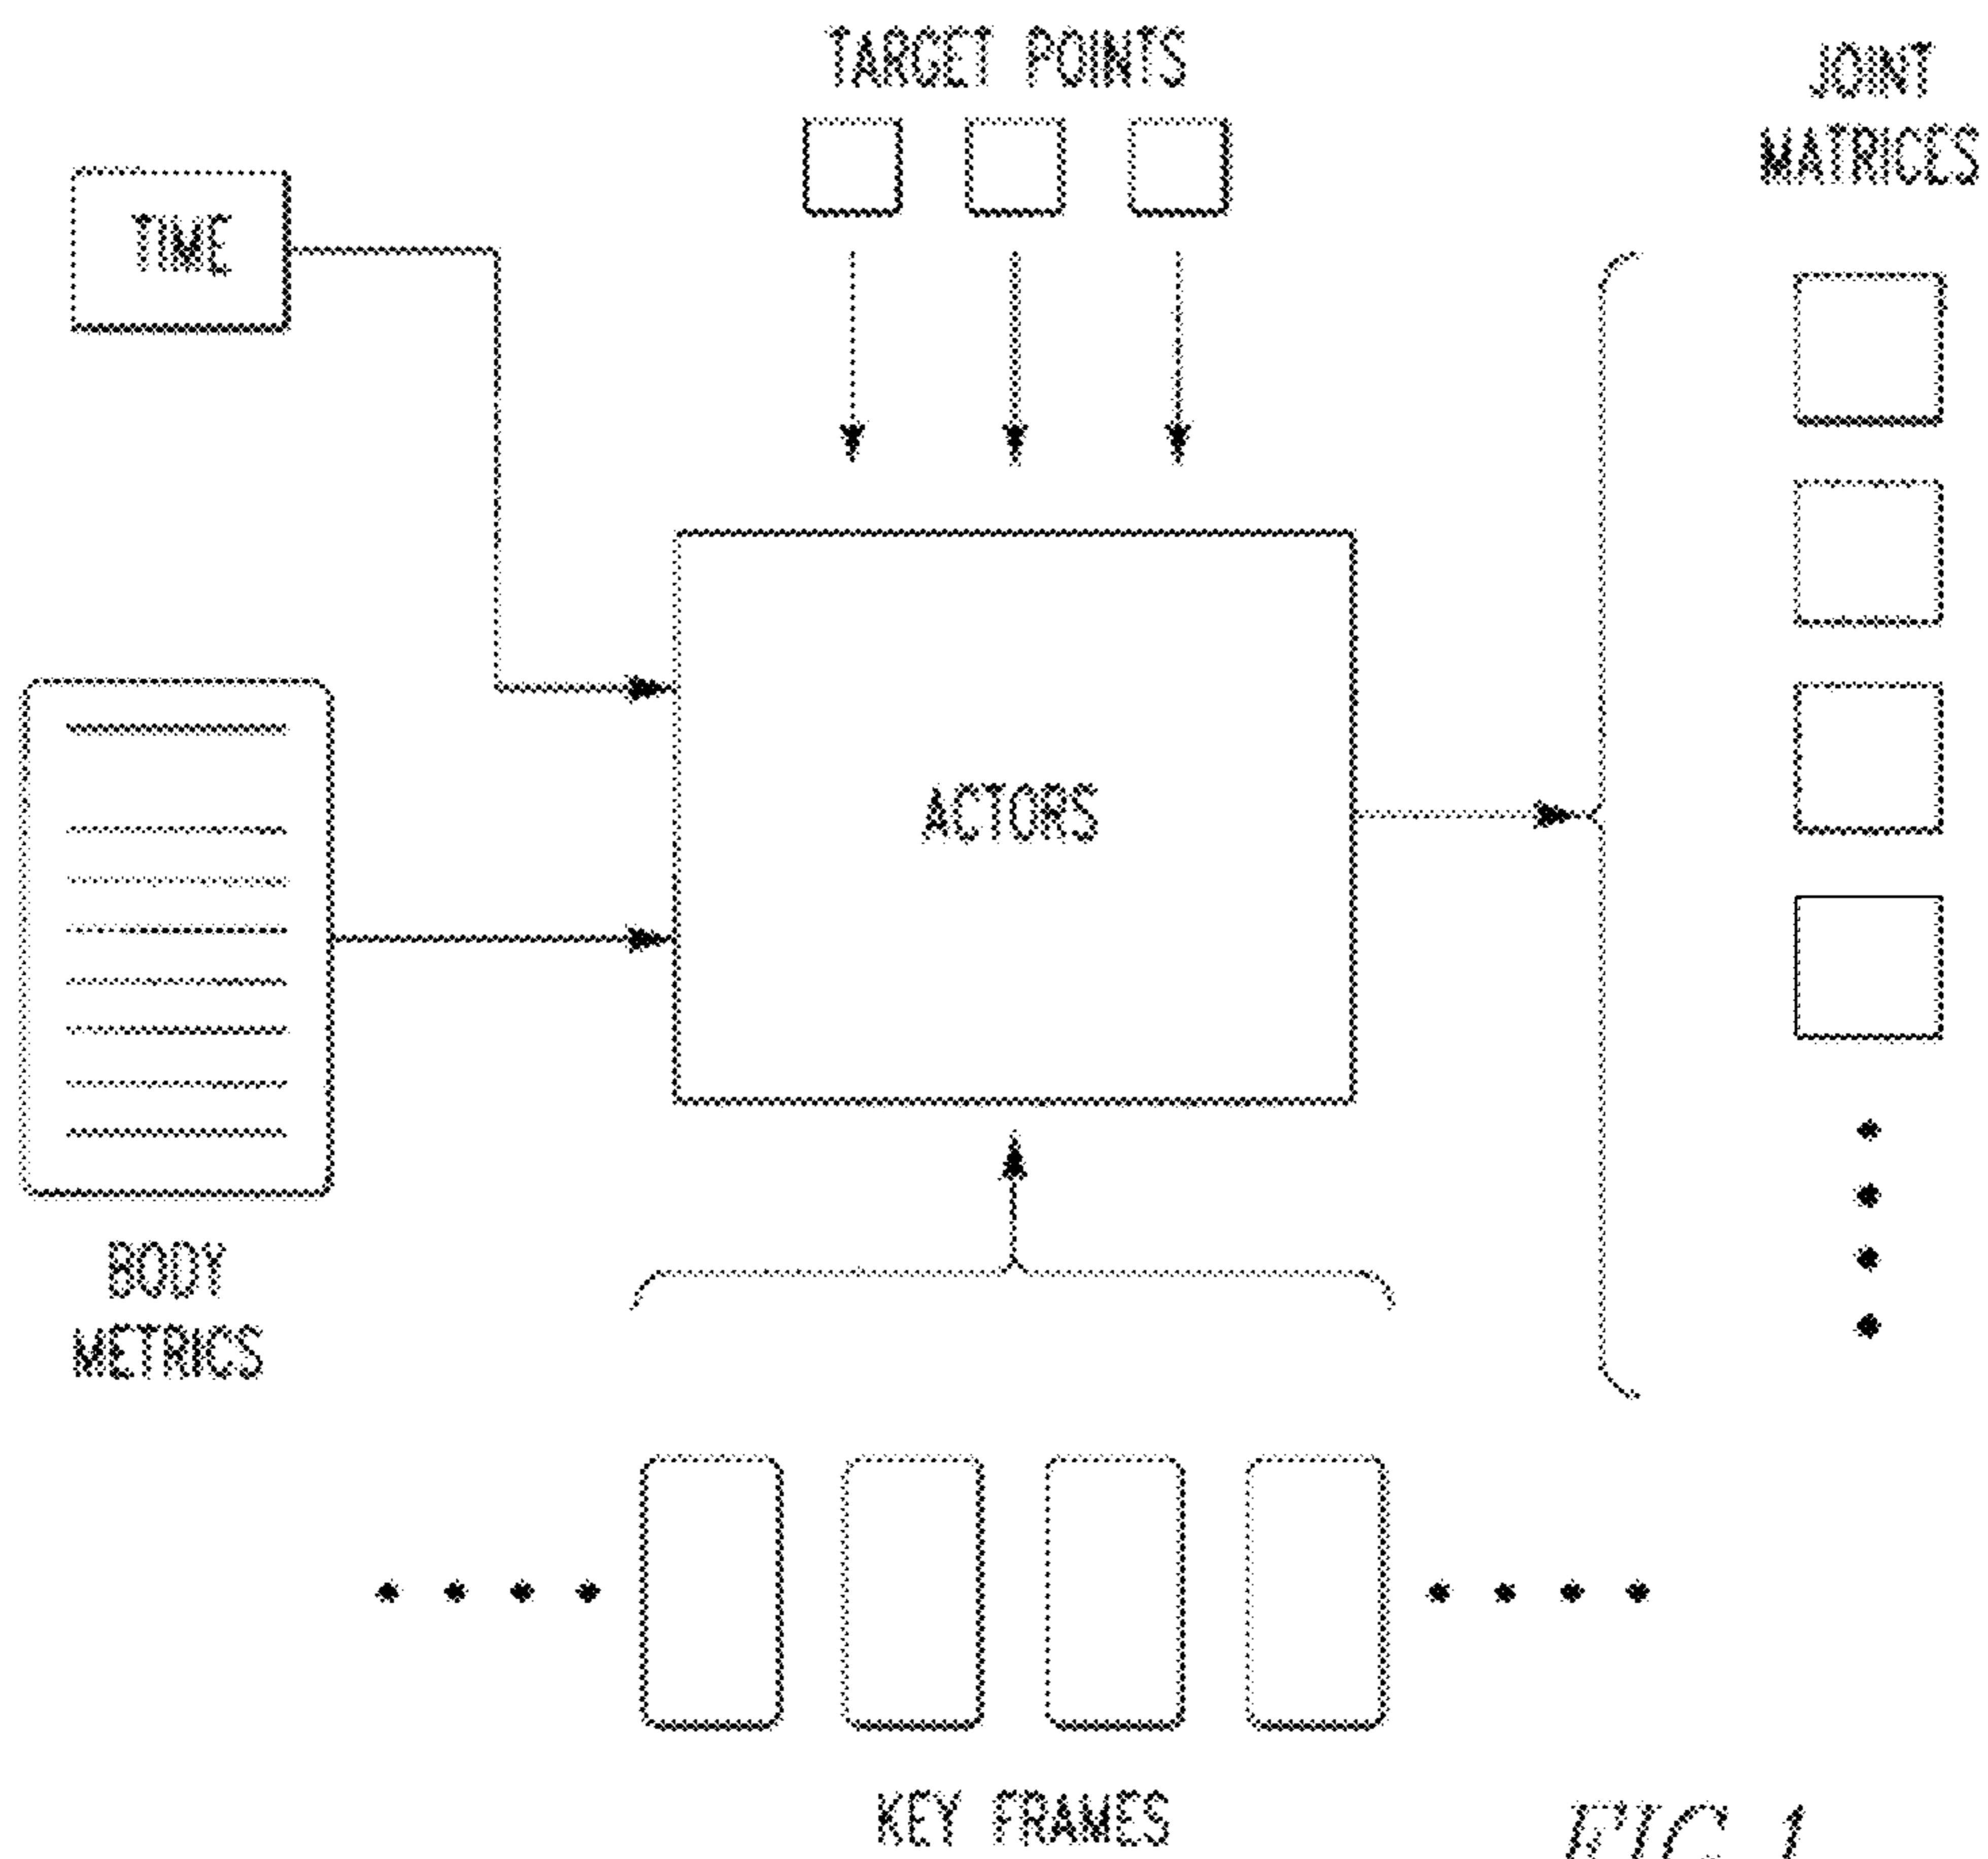 TARGET POINTS
JOINT
MATRICES
TIME
ACTORS
BODY
METRICS
KEY FRAMES
FIG. 1